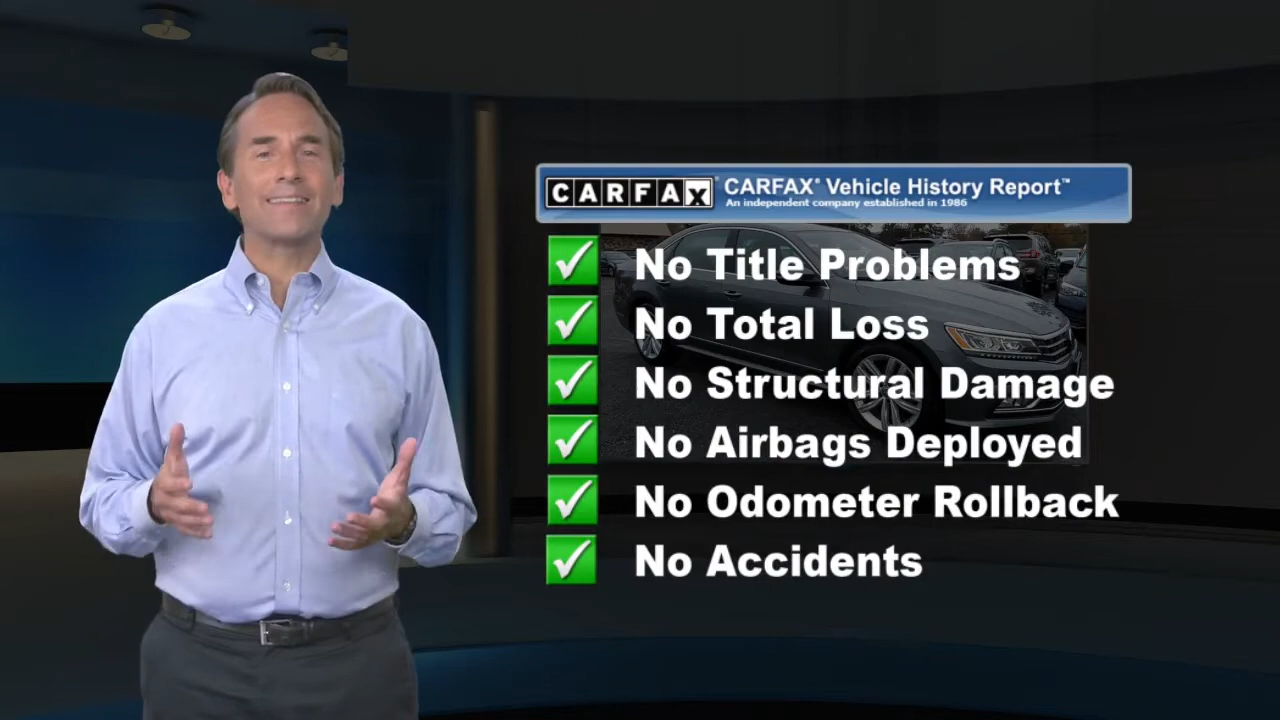 CARFAX® CARFAX® Vehicle History Report™
An independent company established in 1986
No Title Problems
No Total Loss
No Structural Damage
No Airbags Deployed
No Odometer Rollback
No Accidents